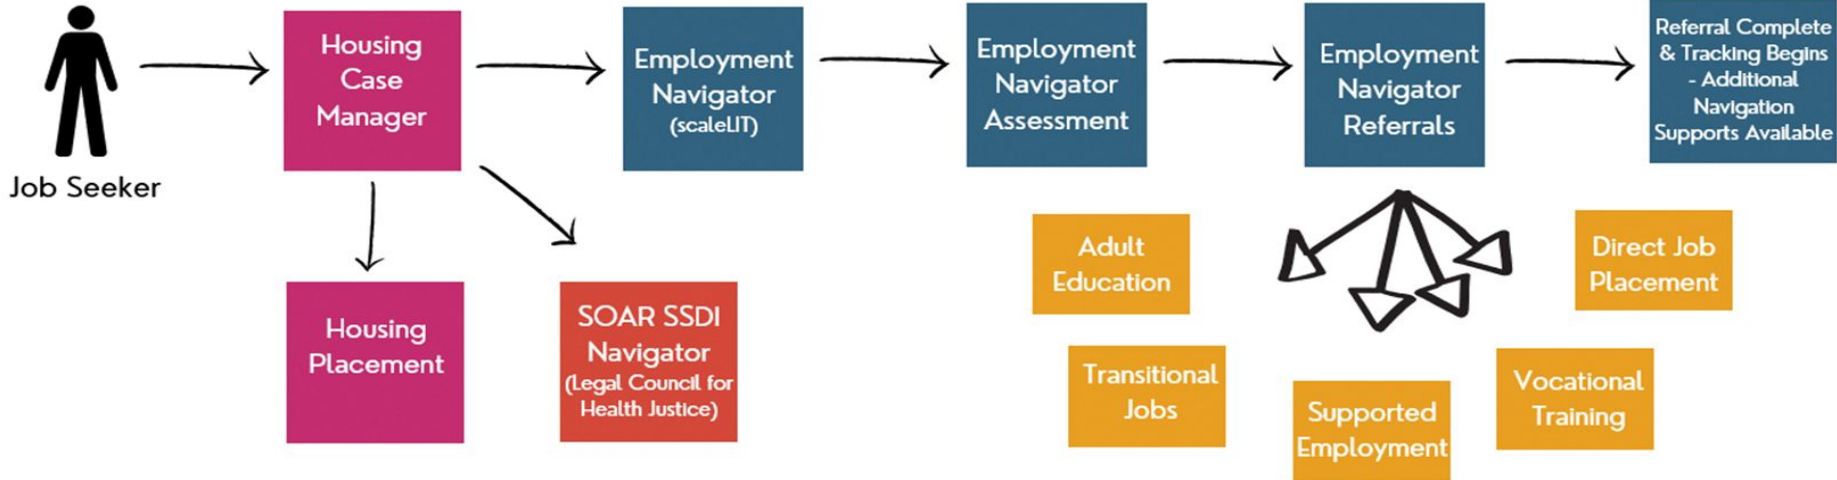 Job Seeker
Housing
Case
Manager
Employment
Navigator
(scaleLIT)
Employment
Navigator
Assessment
Employment
Navigator
Referrals
Referral Complete
& Tracking Begins
- Additional
Navigation
Supports Available
Housing
Placement
SOAR SSDI
Navigator
(Legal Council for
Health Justice)
Adult
Education
Transitional
Jobs
Supported
Employment
Vocational
Training
Direct Job
Placement